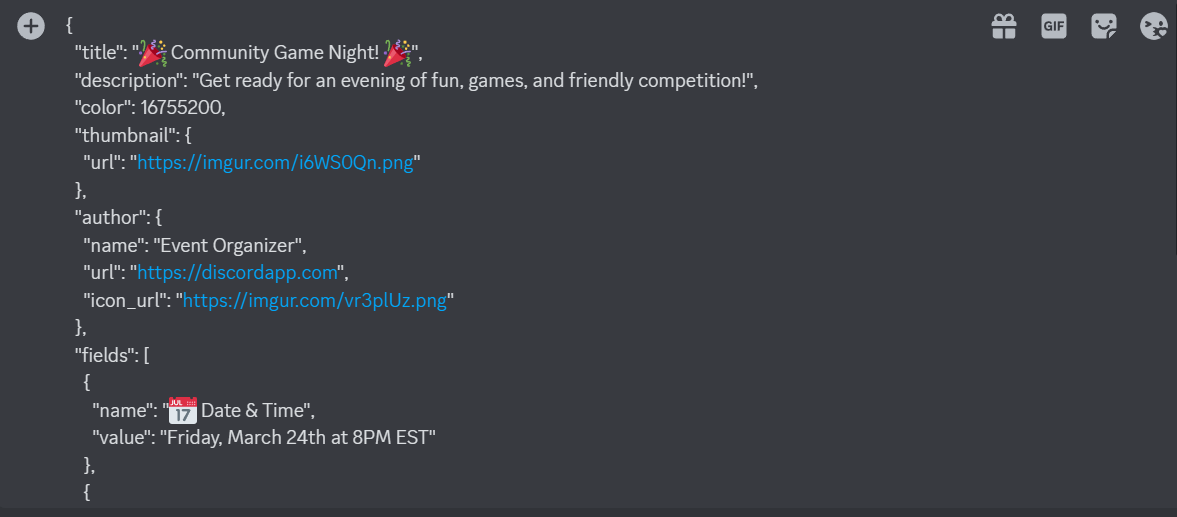 {
"title": "🎉 Community Game Night! 🎉",
"description": "Get ready for an evening of fun, games, and friendly competition!",
"color": 16755200,
"thumbnail": {
"url": "https://imgur.com/i6WS0Qn.png"
},
"author": {
"name": "Event Organizer",
"url": "https://discordapp.com",
"icon_url": "https://imgur.com/vr3plUz.png"
},
"fields": [
{
"name": "📅 Date & Time",
"value": "Friday, March 24th at 8PM EST"
},
{
GIF